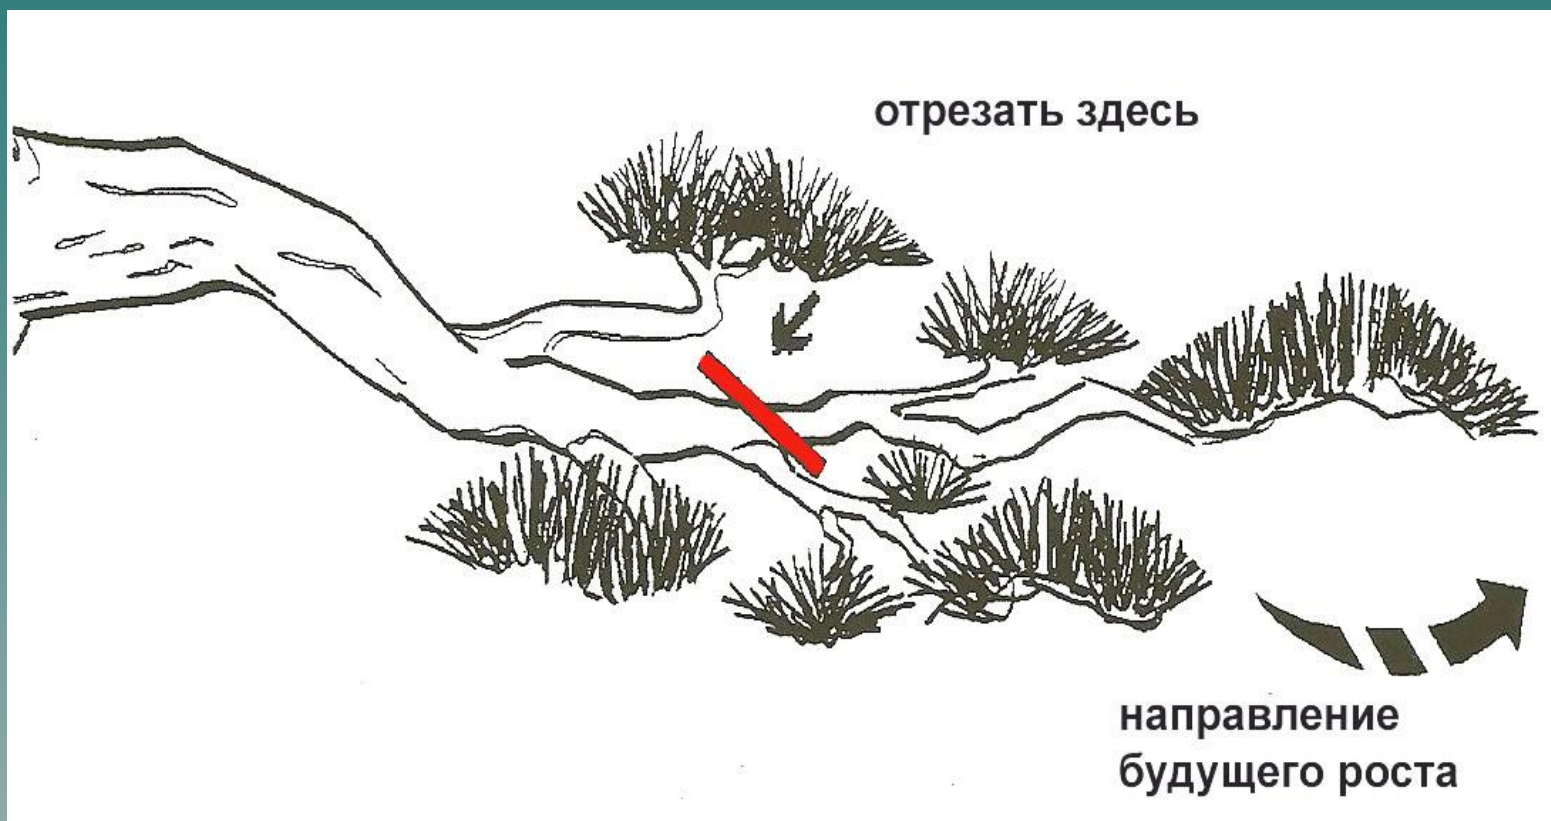 отрезать здесь
направление
будущего роста